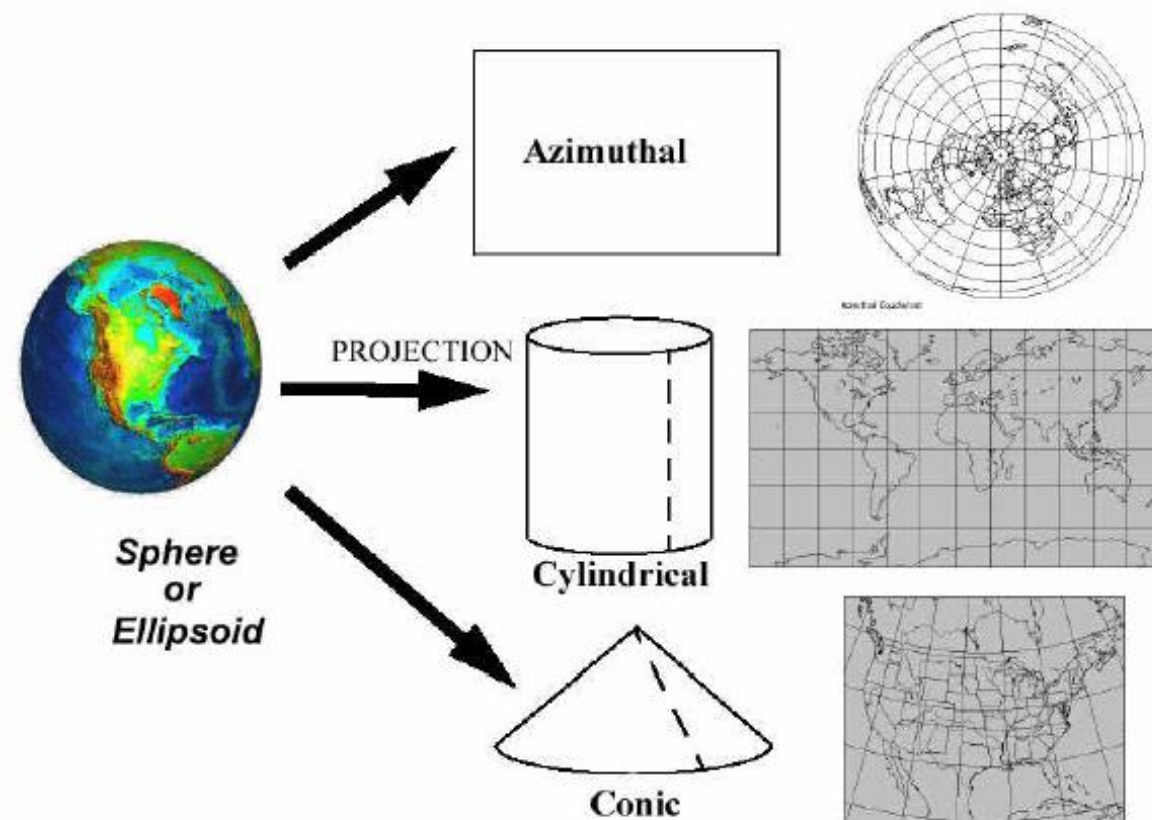 Azimuthal
PROJECTION
Sphere
or
Ellipsoid
Cylindrical
Conic